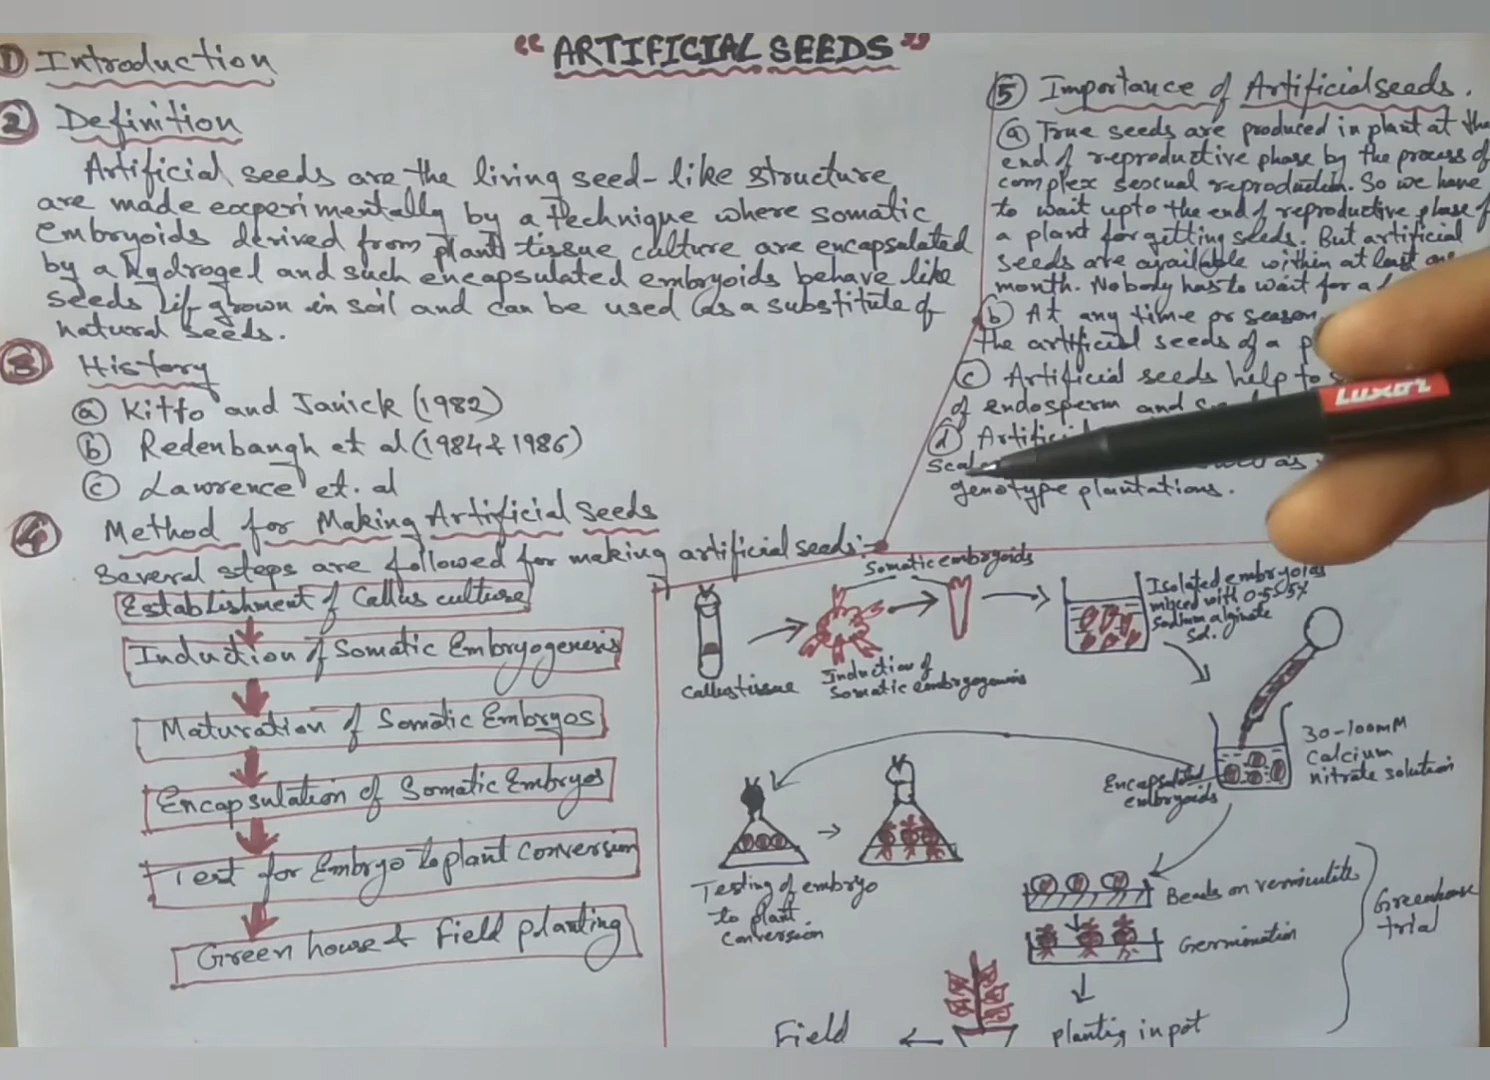 "ARTIFICIAL SEEDS"
① Introduction
② Definition
Artificial seeds are the living seed-like structure
are made experimentally by a technique where somatic
embryoids derived from plant tissue culture are encapsulated
by a hydrogel and such encapsulated embryoids behave like
seeds if grown in soil and can be used as a substitute of
natural seeds.
③ History
ⓐ Kitto and Janick (1982)
ⓑ Redenbangh et al (1984 & 1986)
ⓒ Lawrence et. al
④ Method for Making Artificial Seeds
Several steps are followed for making artificial seeds:-
Establishment of Callus culture
Induction of Somatic Embryogenesis
Maturation of Somatic Embryos
Encapsulation of Somatic Embryos
Test for Embryo to plant conversion
Green house & Field planting
⑤ Importance of Artificial seeds.
ⓐ True seeds are produced in plant at the
end of reproductive phase by the process of
complex sexual reproduction. So we have
to wait upto the end of reproductive phase of
a plant for getting seeds. But artificial
seeds are available within at least one
month. Nobody has to wait for a
ⓑ At any time or season
the artificial seeds of a
ⓒ Artificial seeds help to
of endosperm and
ⓓ
as
genotype plantations.
LUXOR
Somatic embryoids
Callus tissue
Induction of
Somatic embryogenesis
Isolated embryoids
mixed with 0.5-5%
Sodium alginate
Sol.
30-100mM
Calcium
nitrate solution
Encapsulated
embryoids
Testing of embryo
to plant
conversion
Beads on vermiculite
Germination
Greenhouse
trial
planting in pot
Field